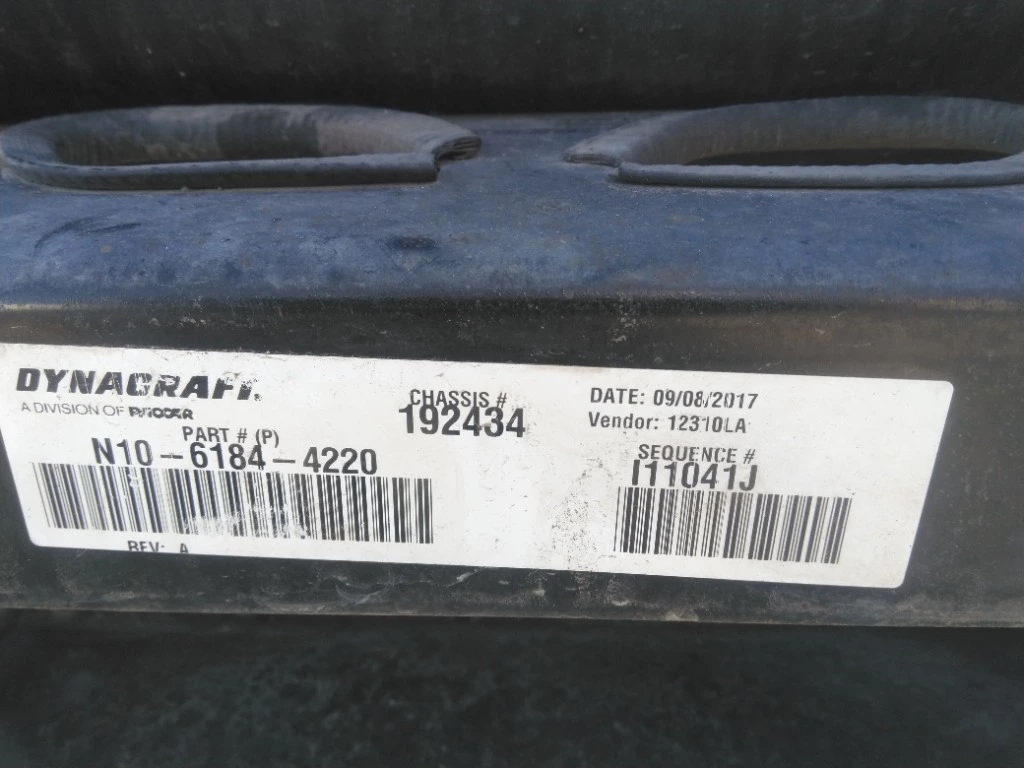 DYNACRAFT
A DIVISION OF PACCAR
PART # (P)
N10-6184-4220
REV: A
CHASSIS #
192434
DATE: 09/08/2017
Vendor: 12310LA
SEQUENCE #
I11041J